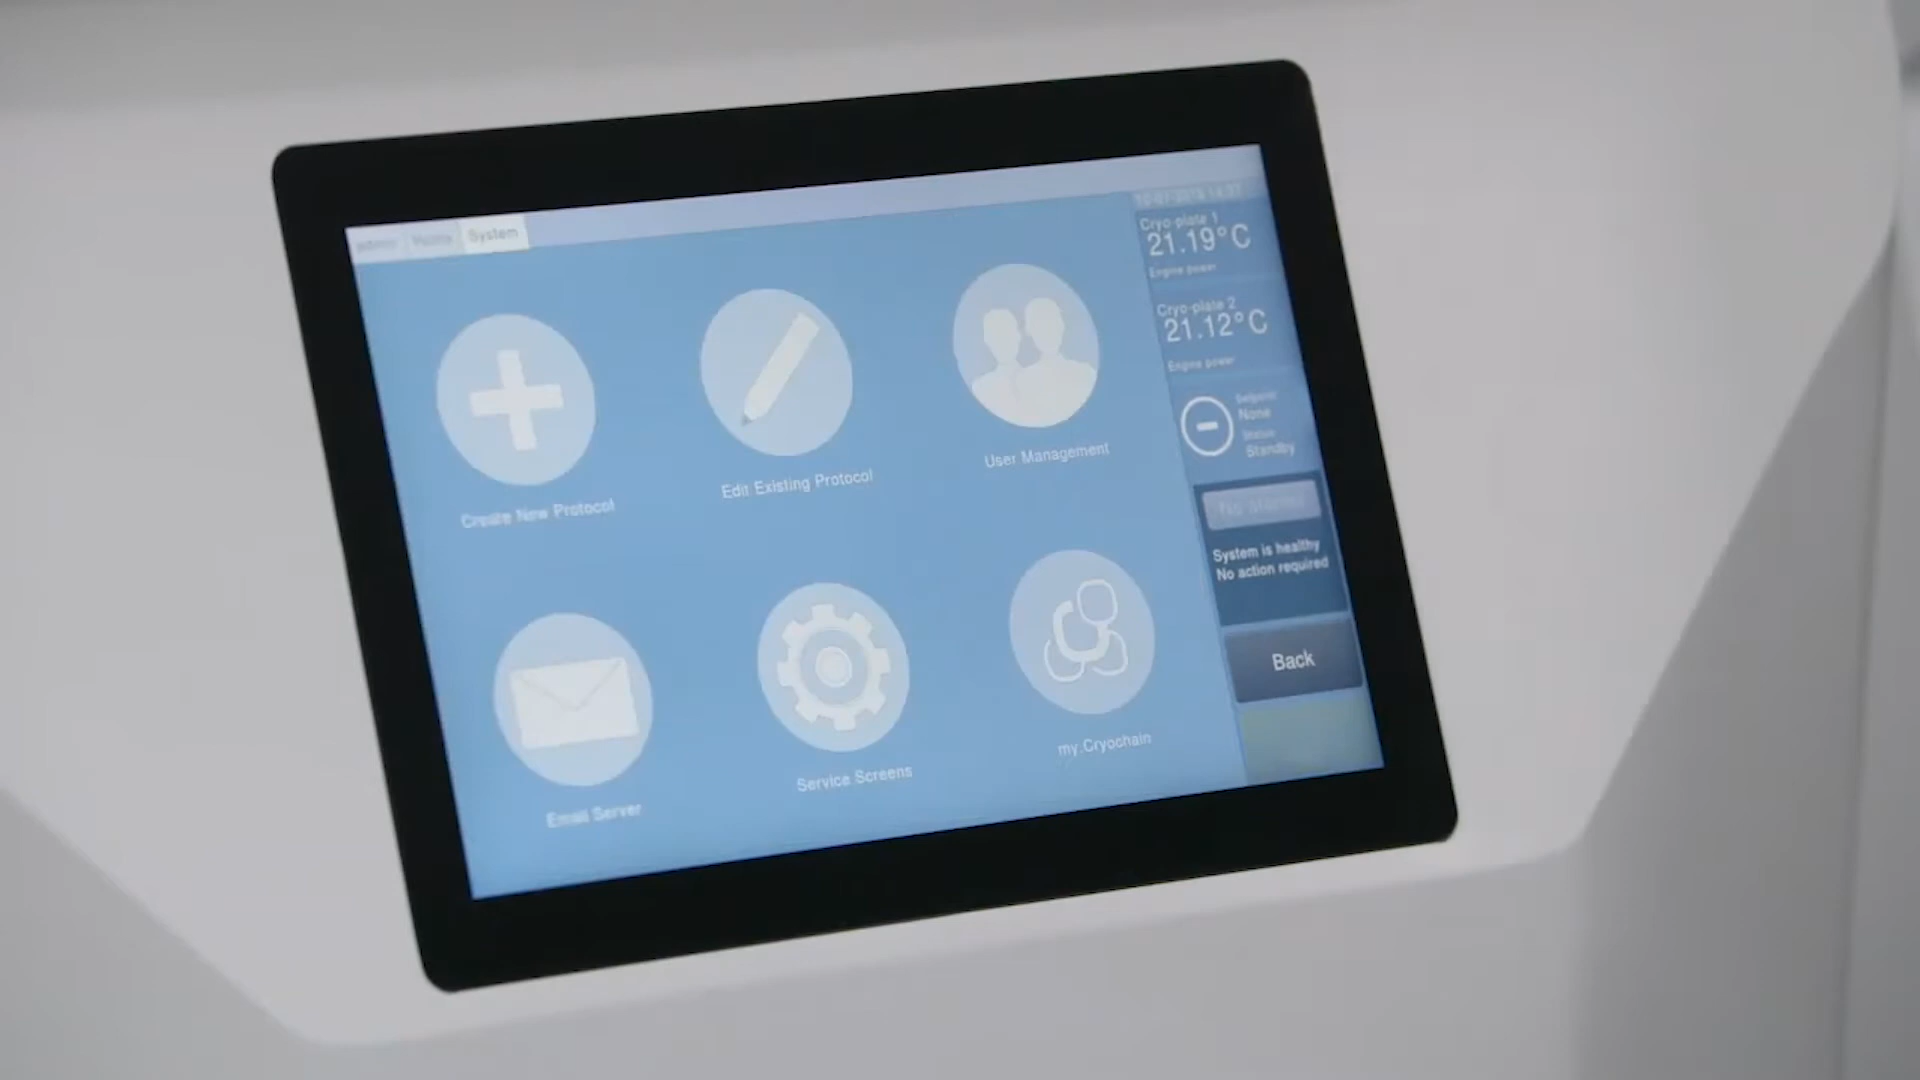 admin Home System
Create New Protocol
Edit Existing Protocol
User Management
Email Server
Service Screens
my.Cryochain
Cryo-plate 1
21.19°C
Engine power
Cryo-plate 2
21.12°C
Engine power
Setpoint
None
Status
Standby
System is healthy
No action required
Back